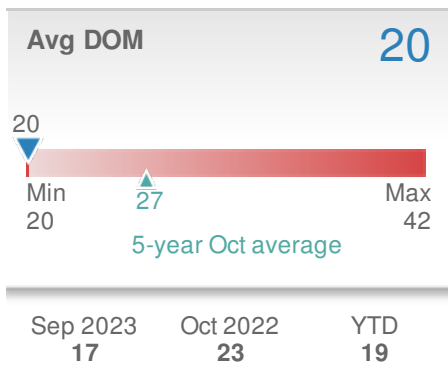 Avg DOM 20
20
Min Max
20 27 42
5-year Oct average
Sep 2023 Oct 2022 YTD
17 23 19